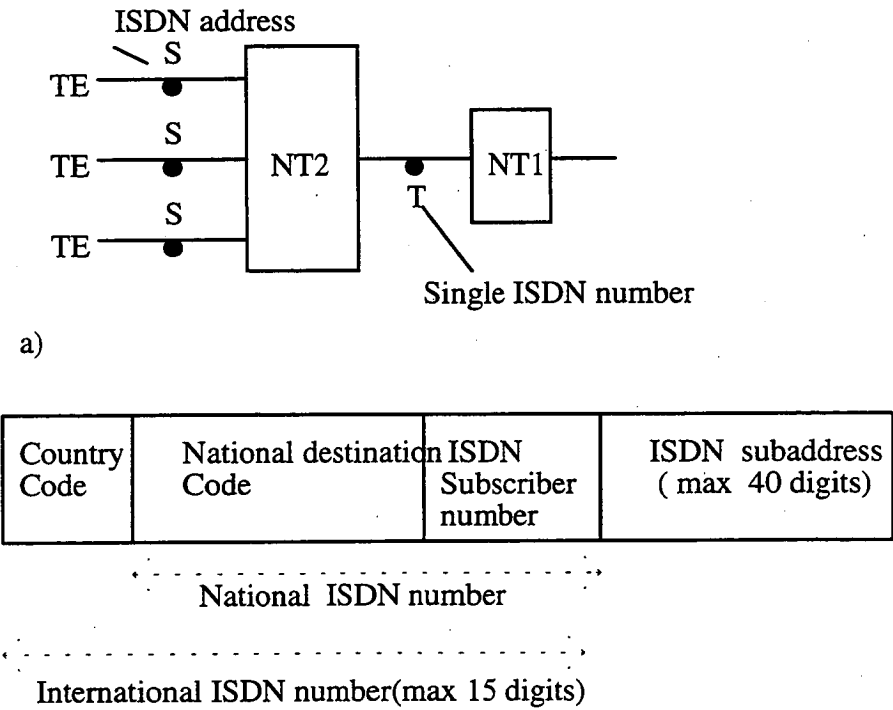 ISDN address
S
TE
S
TE
NT2
NT1
T
S
TE
Single ISDN number
a)
Country Code
National destination Code
ISDN Subscriber number
ISDN subaddress
( max 40 digits)
National ISDN number
International ISDN number(max 15 digits)